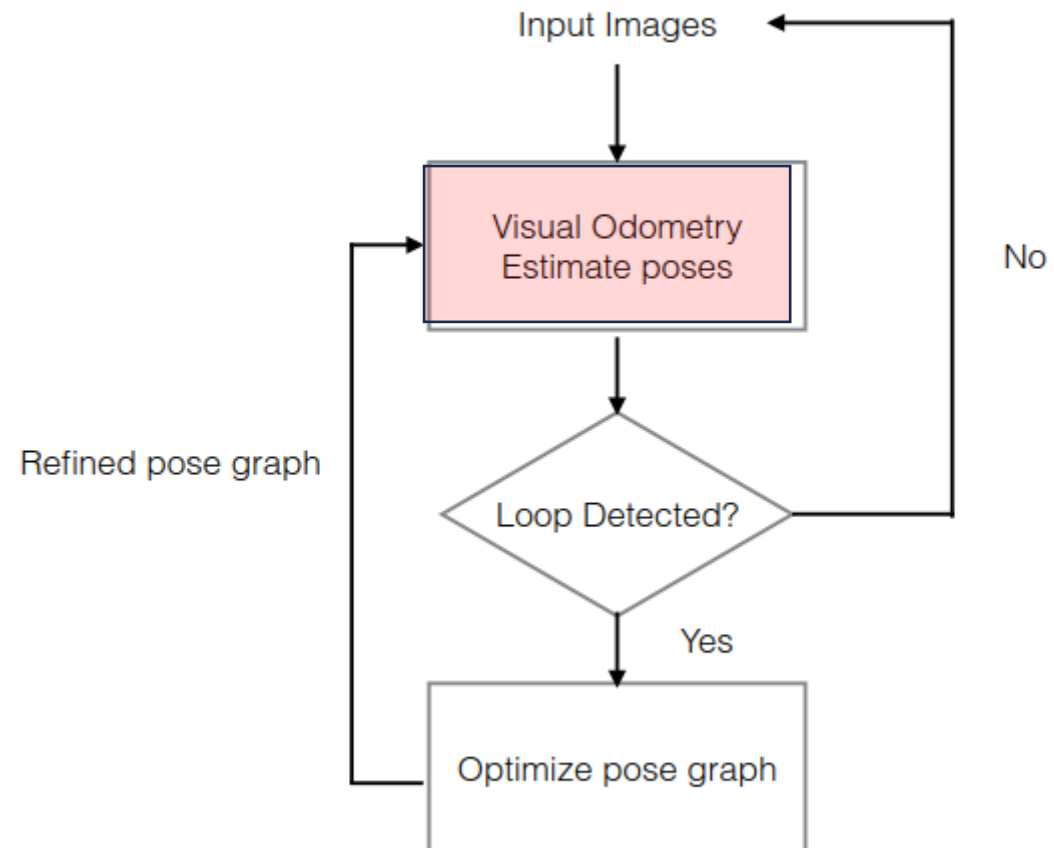 Input Images
Visual Odometry
Estimate poses
No
Refined pose graph
Loop Detected?
Yes
Optimize pose graph